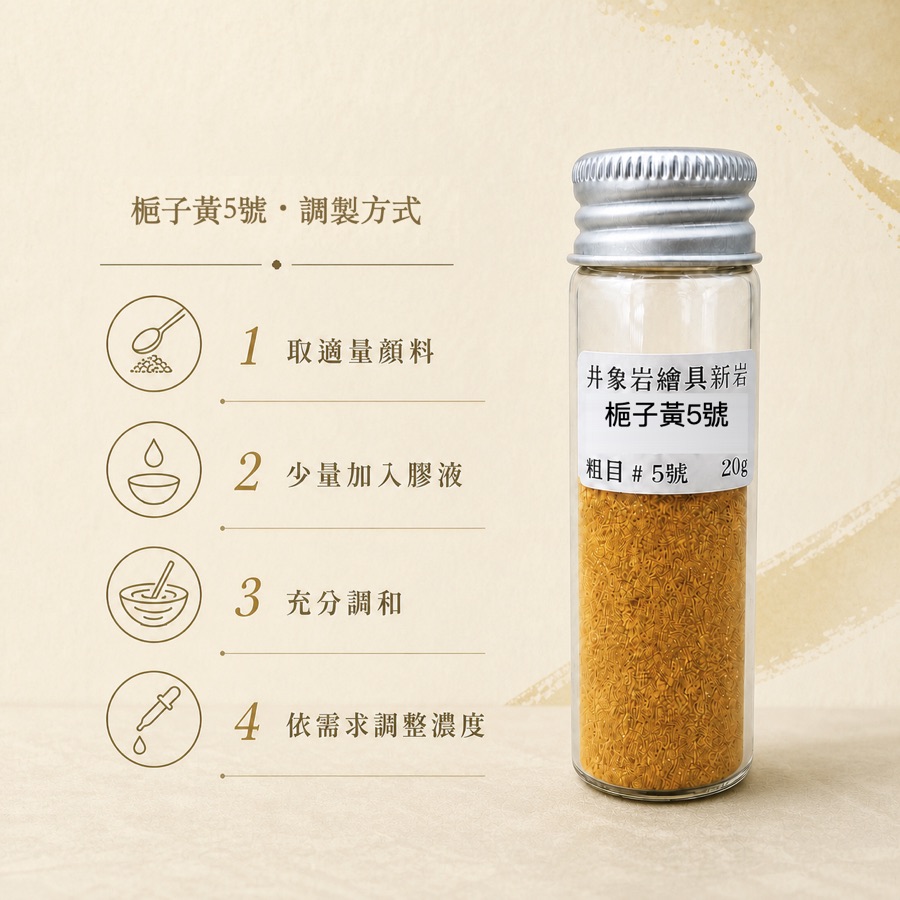 梔子黃5號・調製方式
1 取適量顏料
2 少量加入膠液
3 充分調和
4 依需求調整濃度
井象岩繪具新岩
梔子黃5號
粗目 # 5號 20g